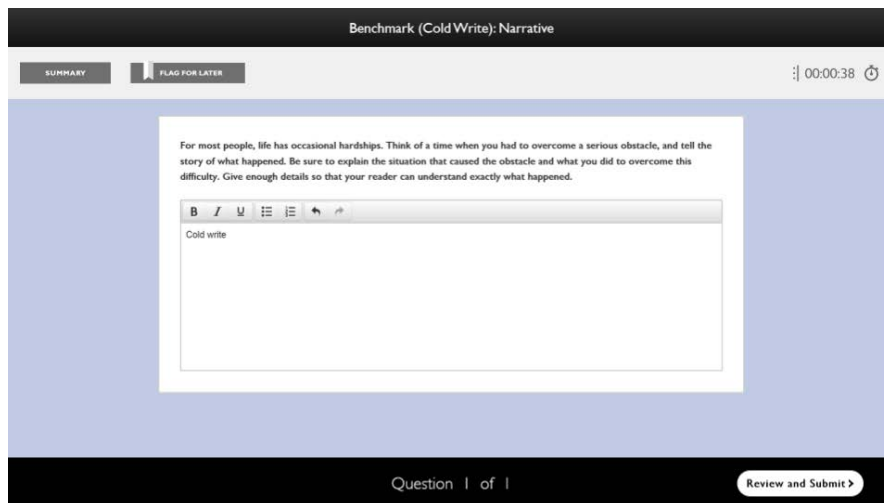 Benchmark (Cold Write): Narrative
SUMMARY
FLAG FOR LATER
00:00:38
For most people, life has occasional hardships. Think of a time when you had to overcome a serious obstacle, and tell the
story of what happened. Be sure to explain the situation that caused the obstacle and what you did to overcome this
difficulty. Give enough details so that your reader can understand exactly what happened.
B I U
Cold write
Question 1 of 1
Review and Submit >